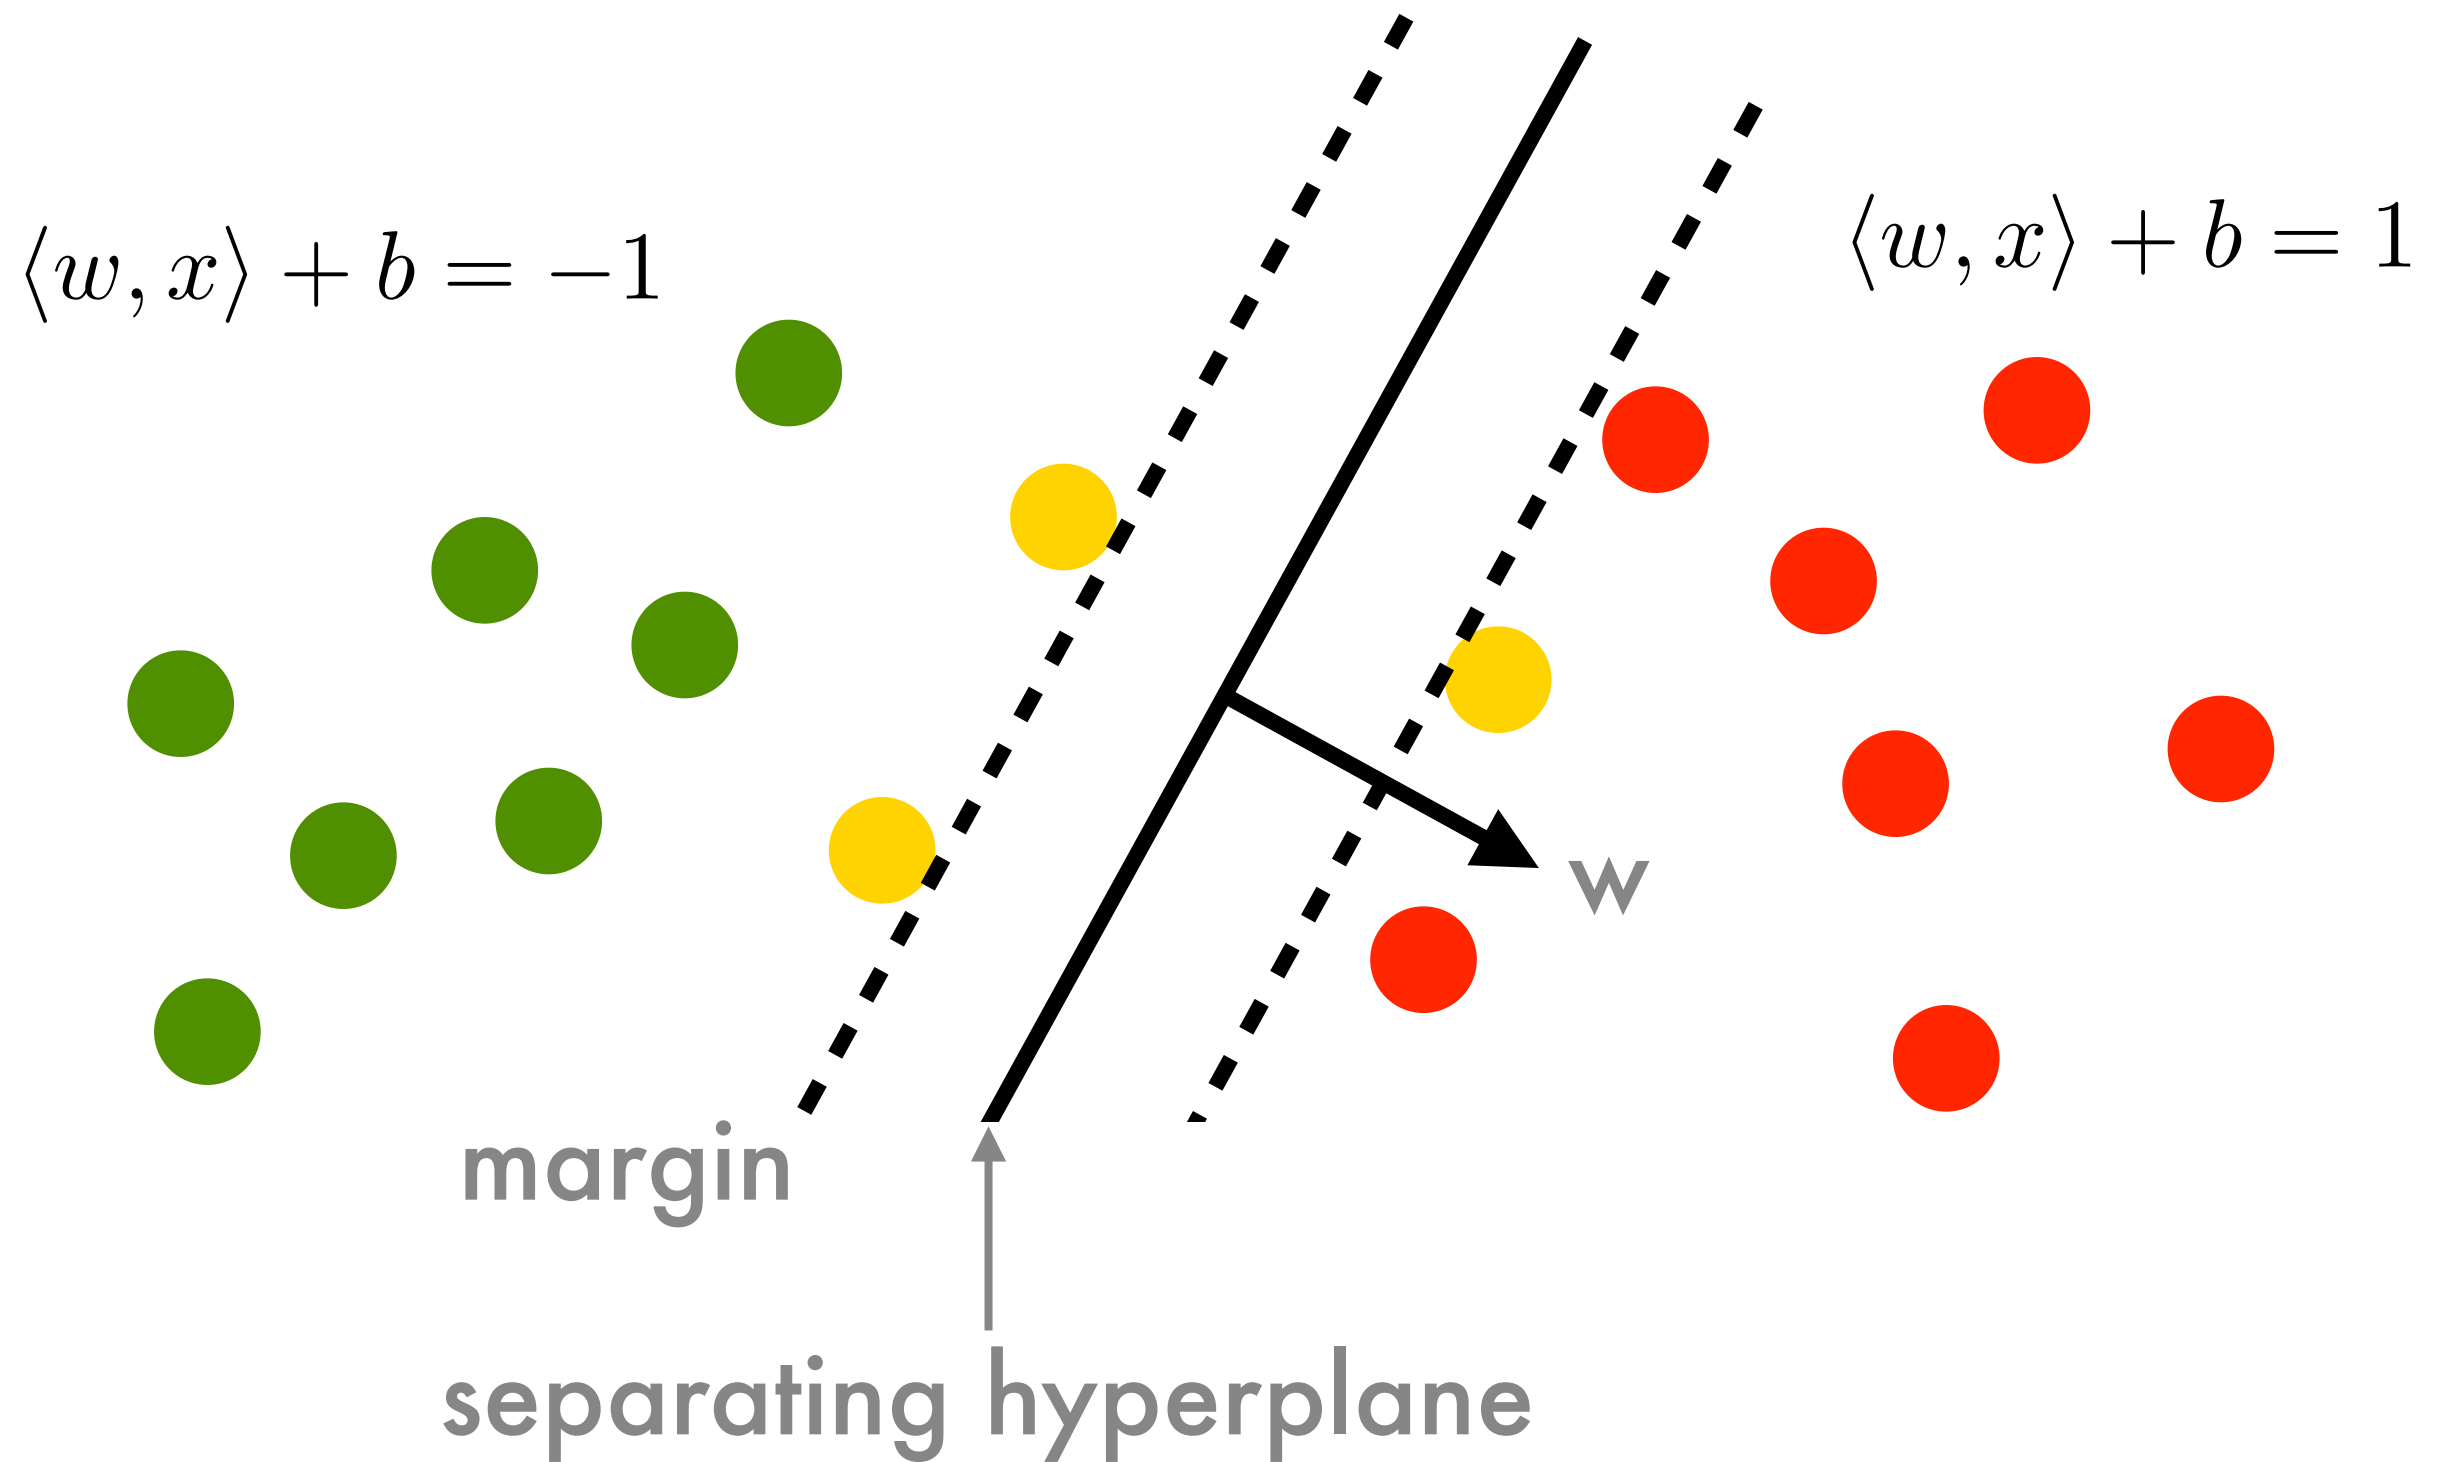 ⟨w, x⟩ + b = −1
⟨w, x⟩ + b = 1
w
margin
separating hyperplane